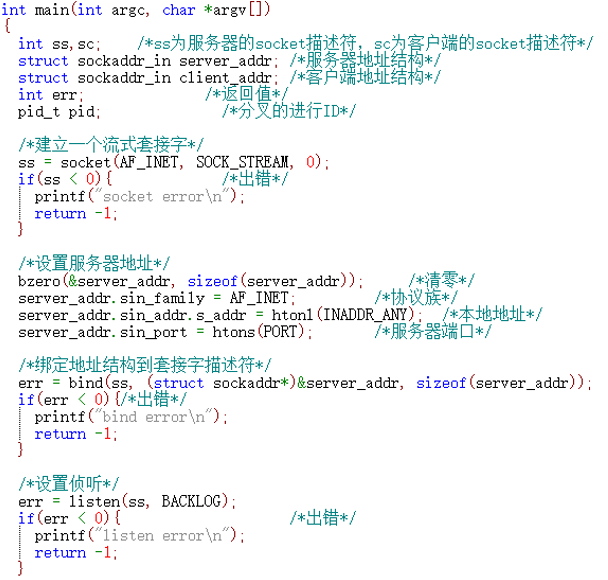 int main(int argc, char *argv[])
{
int ss,sc; /*ss为服务器的socket描述符，sc为客户端的socket描述符*/
struct sockaddr_in server_addr; /*服务器地址结构*/
struct sockaddr_in client_addr; /*客户端地址结构*/
int err; /*返回值*/
pid_t pid; /*分叉的进行ID*/
/*建立一个流式套接字*/
ss = socket(AF_INET, SOCK_STREAM, 0);
if(ss < 0){ /*出错*/
printf("socket error\n");
return -1;
}
/*设置服务器地址*/
bzero(&server_addr, sizeof(server_addr)); /*清零*/
server_addr.sin_family = AF_INET; /*协议族*/
server_addr.sin_addr.s_addr = htonl(INADDR_ANY); /*本地地址*/
server_addr.sin_port = htons(PORT); /*服务器端口*/
/*绑定地址结构到套接字描述符*/
err = bind(ss, (struct sockaddr*)&server_addr, sizeof(server_addr));
if(err < 0){/*出错*/
printf("bind error\n");
return -1;
}
/*设置侦听*/
err = listen(ss, BACKLOG);
if(err < 0){ /*出错*/
printf("listen error\n");
return -1;
}